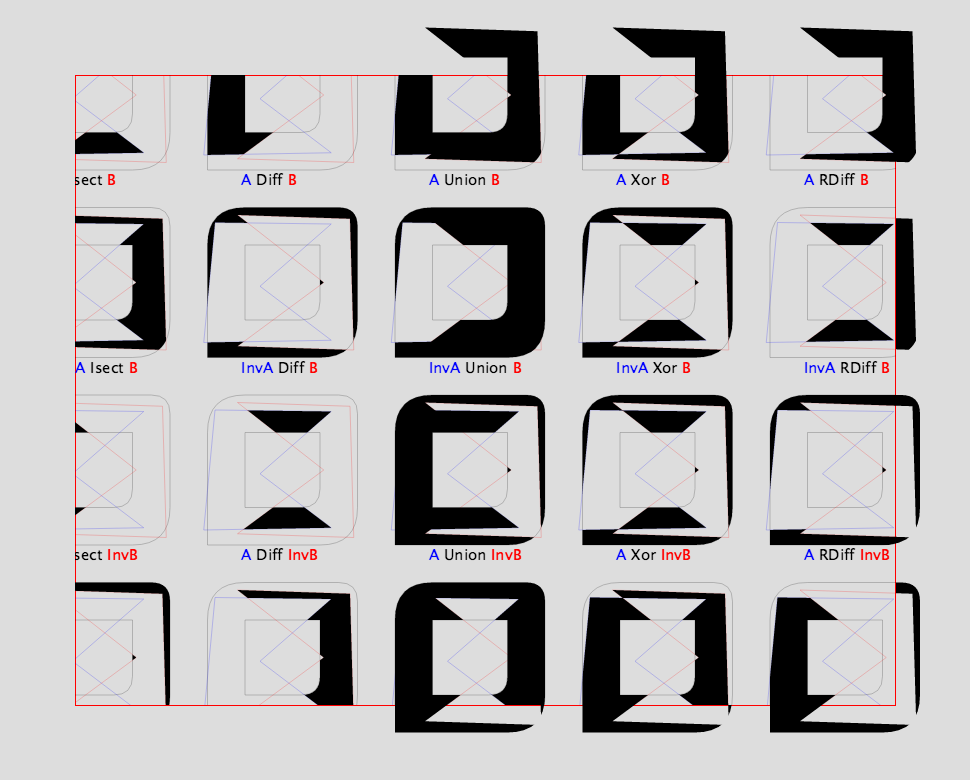 sect B A Diff B A Union B A Xor B A RDiff B
A Isect B InvA Diff B InvA Union B InvA Xor B InvA RDiff B
sect InvB A Diff InvB A Union InvB A Xor InvB A RDiff InvB